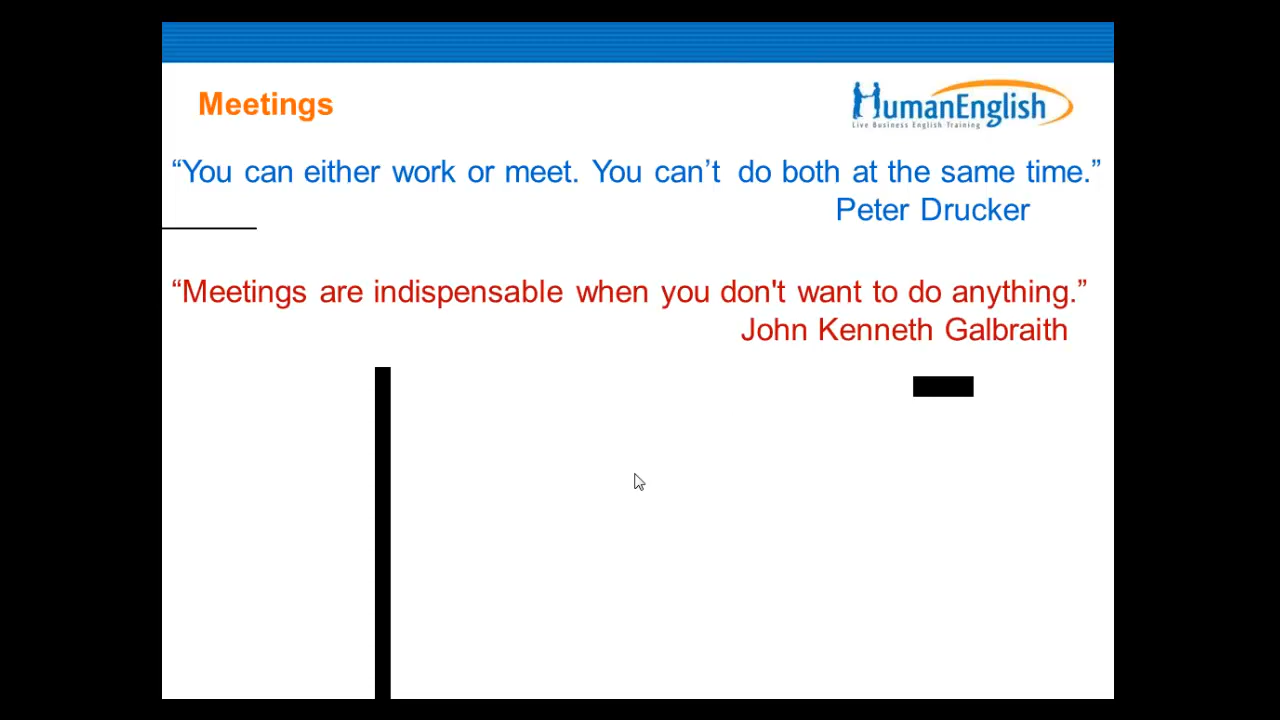 Meetings
HumanEnglish
Live Business English Training
“You can either work or meet. You can’t do both at the same time.”
Peter Drucker
“Meetings are indispensable when you don't want to do anything.”
John Kenneth Galbraith